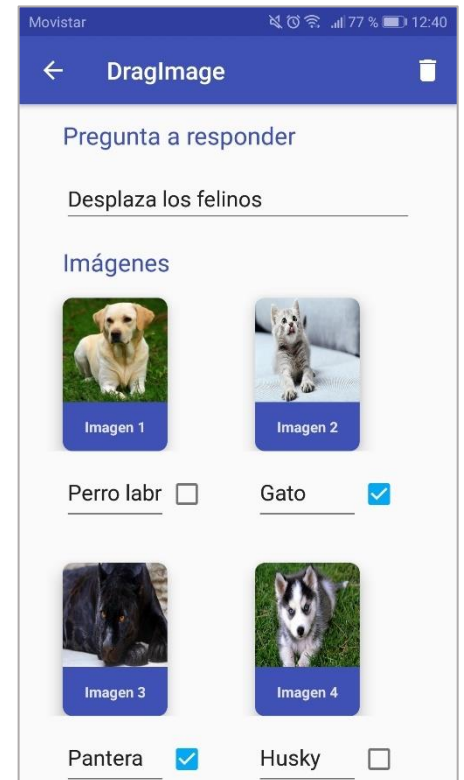 Movistar 77 % 12:40
DragImage
Pregunta a responder
Desplaza los felinos
Imágenes
Imagen 1 Imagen 2
Perro labr Gato
Imagen 3 Imagen 4
Pantera Husky